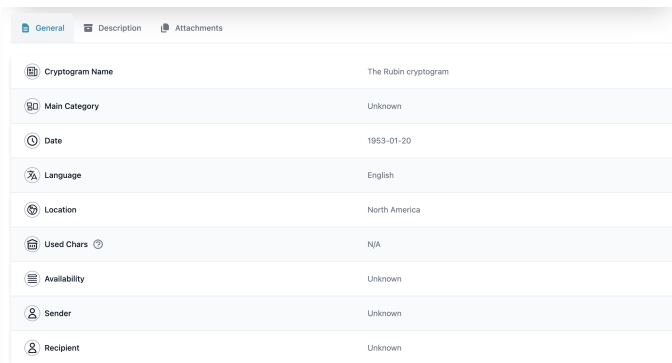 General Description Attachments
Cryptogram Name The Rubin cryptogram
Main Category Unknown
Date 1953-01-20
Language English
Location North America
Used Chars N/A
Availability Unknown
Sender Unknown
Recipient Unknown